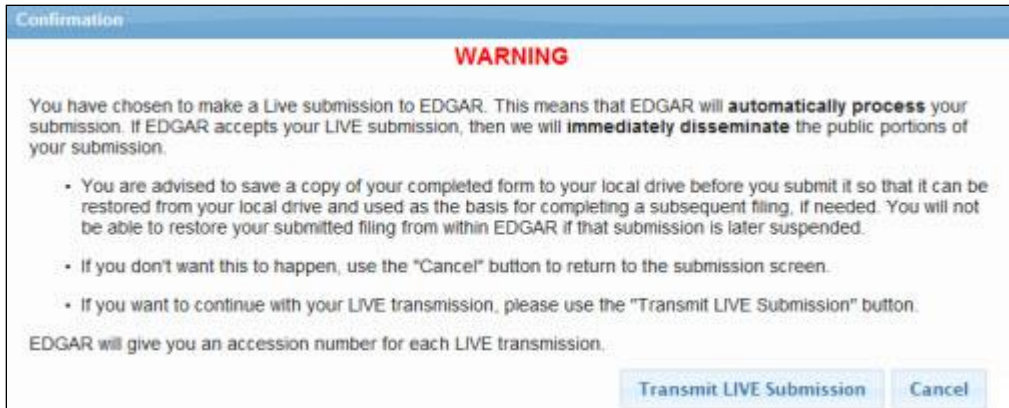 Confirmation
WARNING
You have chosen to make a Live submission to EDGAR. This means that EDGAR will automatically process your
submission. If EDGAR accepts your LIVE submission, then we will immediately disseminate the public portions of
your submission.
• You are advised to save a copy of your completed form to your local drive before you submit it so that it can be
restored from your local drive and used as the basis for completing a subsequent filing, if needed. You will not
be able to restore your submitted filing from within EDGAR if that submission is later suspended.
• If you don't want this to happen, use the "Cancel" button to return to the submission screen.
• If you want to continue with your LIVE transmission, please use the "Transmit LIVE Submission" button.
EDGAR will give you an accession number for each LIVE transmission.
Transmit LIVE Submission Cancel